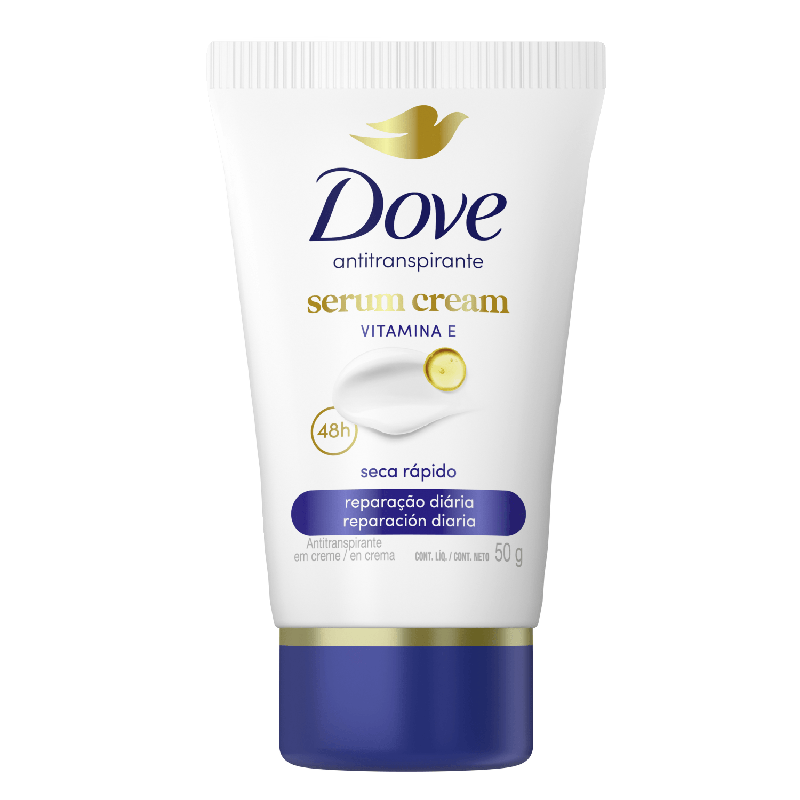 Dove
antitranspirante
serum cream
VITAMINA E
48h
seca rápido
reparação diária
reparación diaria
Antitranspirante
em creme / en crema
CONT. LÍQ. / CONT. NETO 50 g